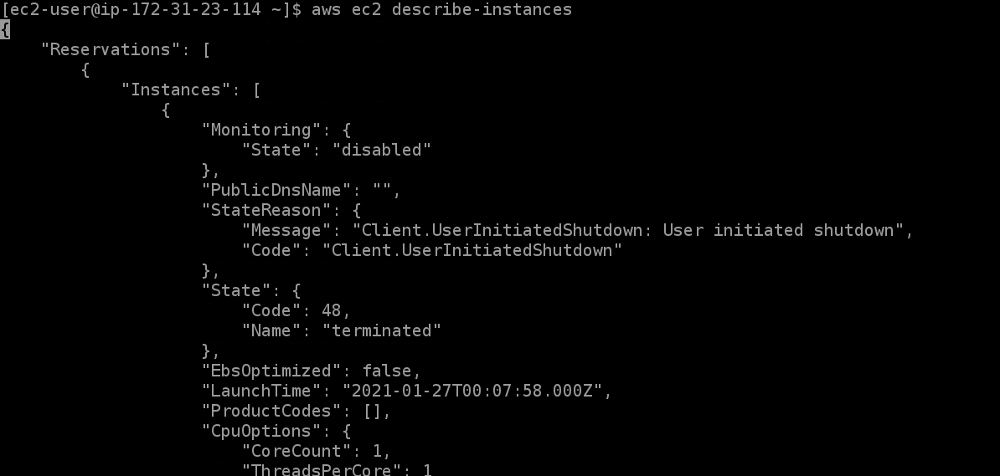 [ec2-user@ip-172-31-23-114 ~]$ aws ec2 describe-instances
{
    "Reservations": [
        {
            "Instances": [
                {
                    "Monitoring": {
                        "State": "disabled"
                    },
                    "PublicDnsName": "",
                    "StateReason": {
                        "Message": "Client.UserInitiatedShutdown: User initiated shutdown",
                        "Code": "Client.UserInitiatedShutdown"
                    },
                    "State": {
                        "Code": 48,
                        "Name": "terminated"
                    },
                    "EbsOptimized": false,
                    "LaunchTime": "2021-01-27T00:07:58.000Z",
                    "ProductCodes": [],
                    "CpuOptions": {
                        "CoreCount": 1,
                        "ThreadsPerCore": 1